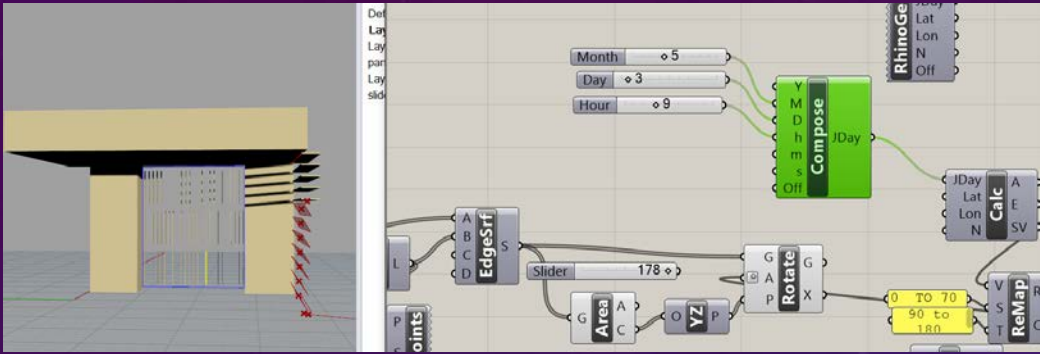 Def
Lay
Lay
par
Lay
slid
JDay
Lat
Lon
N
Off
RhinoGe
Month 5
Day 3
Hour 9
Y
M
D
h
m
s
Off
Compose
JDay
JDay
Lat
Lon
N
Calc
A
E
SV
L
A
B
C
D
EdgeSrf
S
Slider 178
G
A
P
Rotate
G
X
G
Area
A
C
O
YZ
P
0 TO 70
90 to
180
V
S
T
ReMap
R
P
oints